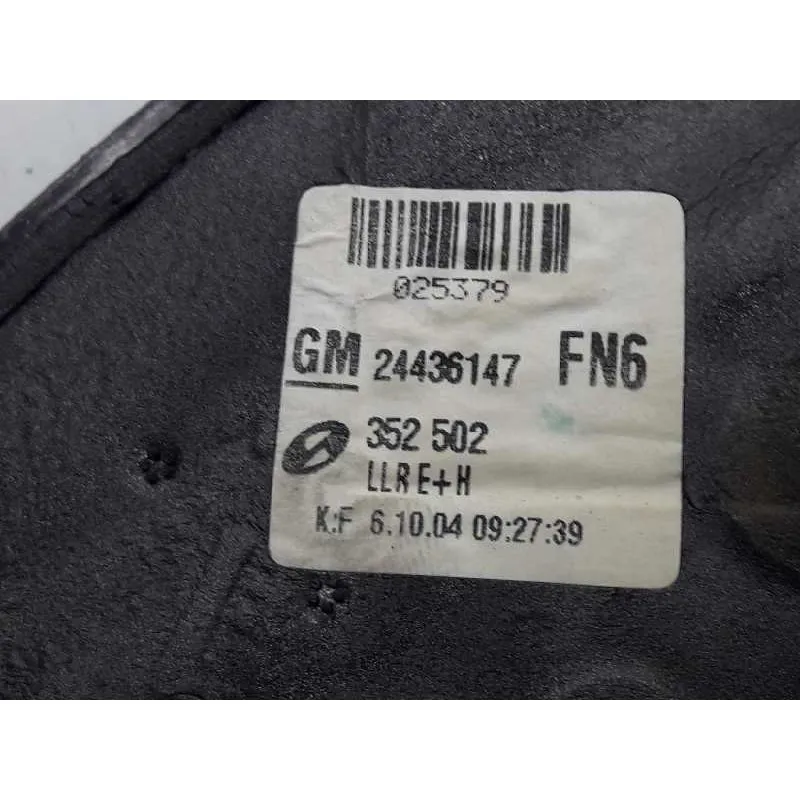 025379
GM 24436147 FN6
352 502
LLR E+H
K:F 6.10.04 09:27:39